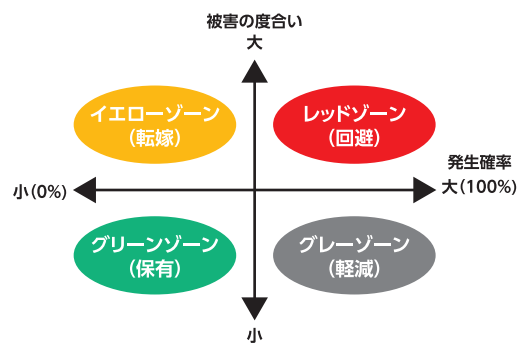 被害の度合い
大
イエローゾーン
（転嫁）
レッドゾーン
（回避）
発生確率
小（0%）
大（100%）
グリーンゾーン
（保有）
グレーゾーン
（軽減）
小